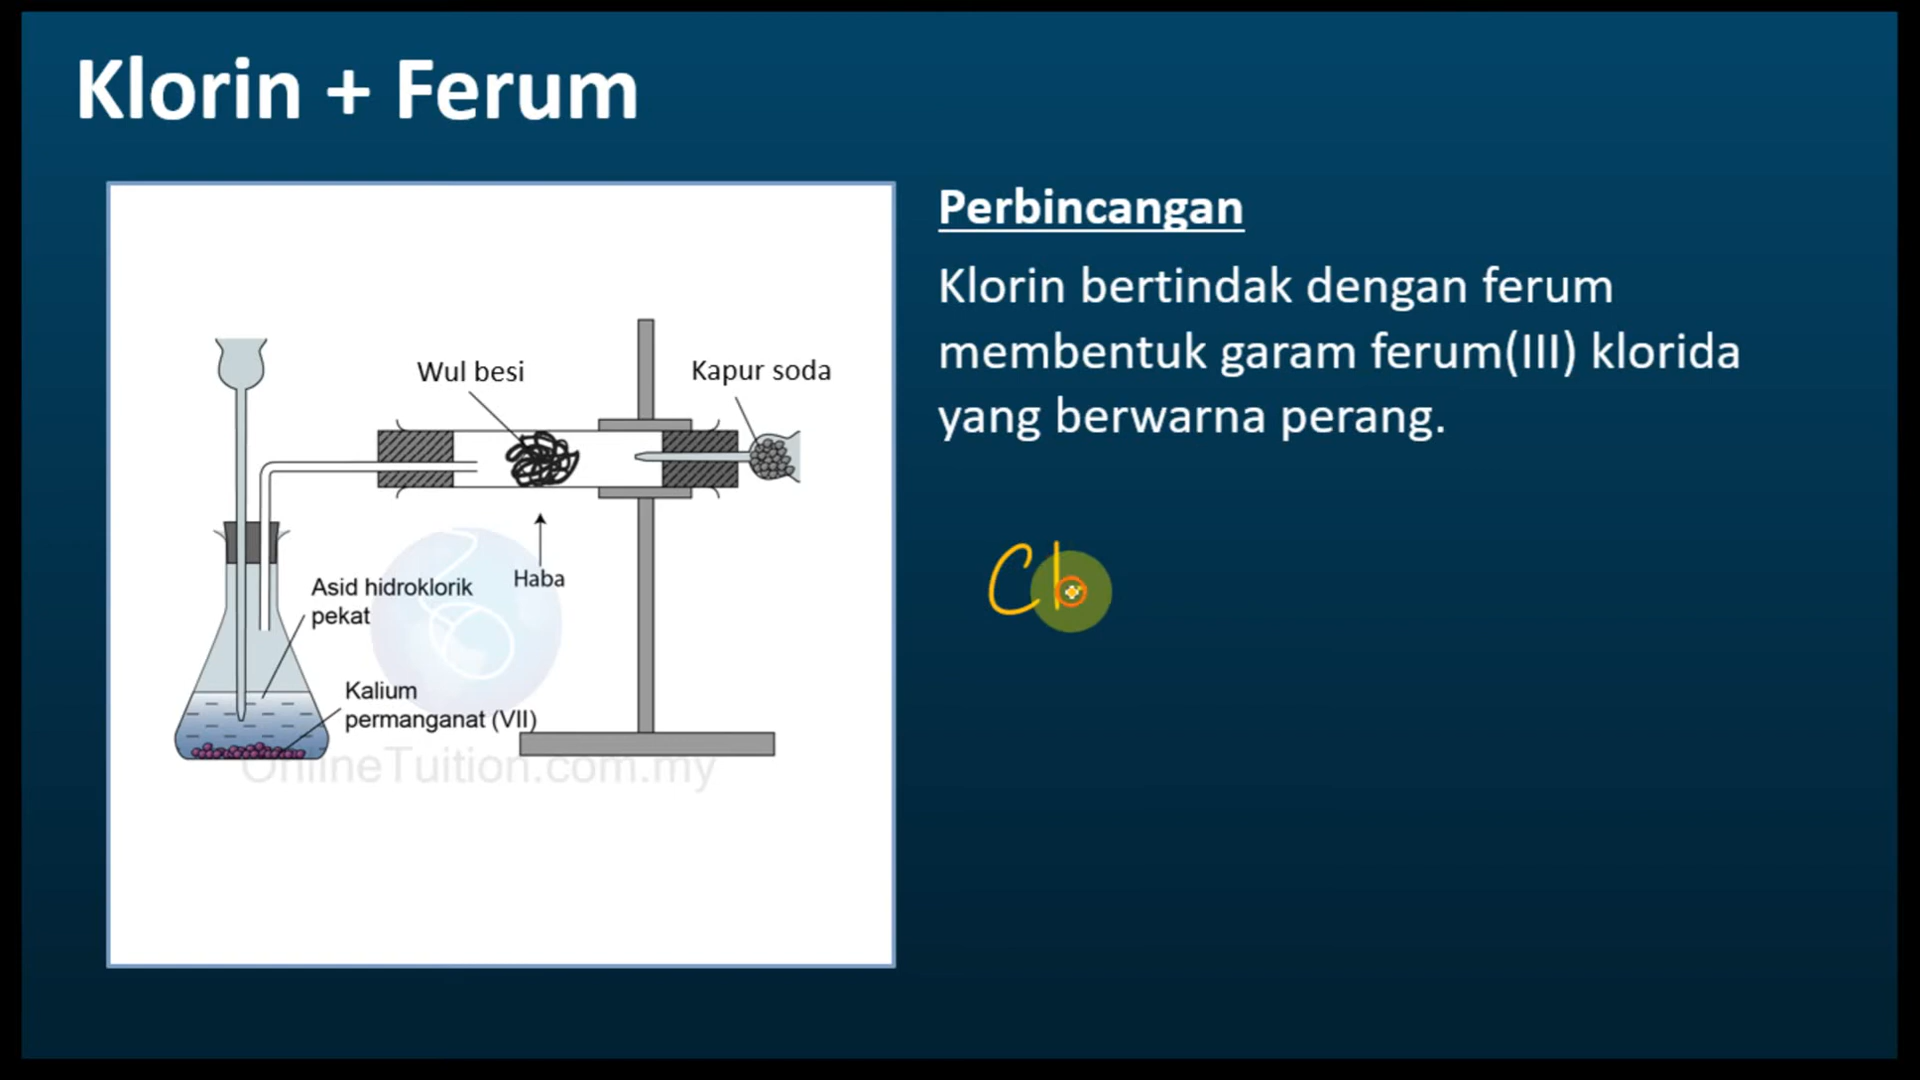 Klorin + Ferum
Perbincangan
Klorin bertindak dengan ferum
membentuk garam ferum(III) klorida
yang berwarna perang.
Wul besi
Kapur soda
Haba
Asid hidroklorik
pekat
Kalium
permanganat (VII)
OnlineTuition.com.my
Cl